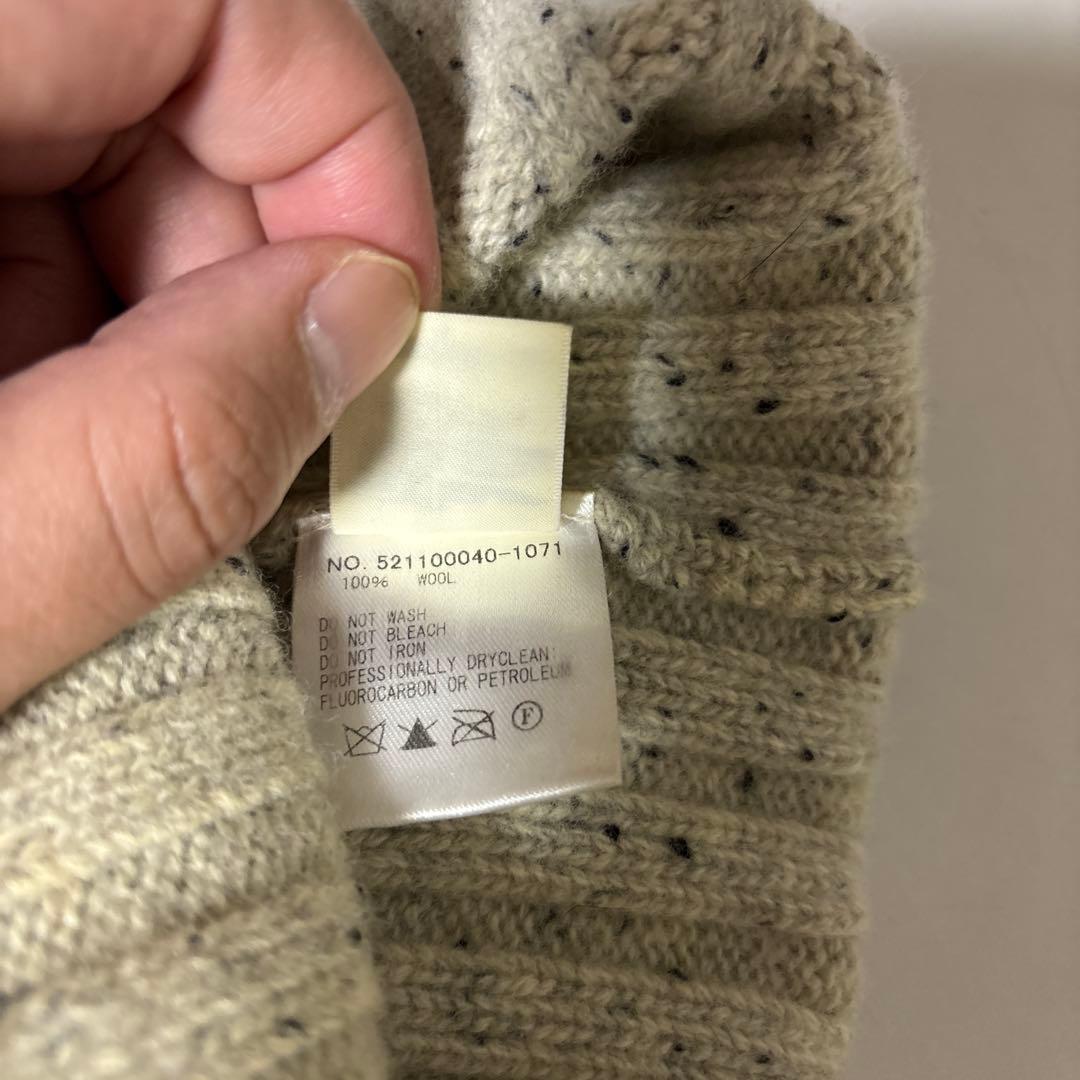 NO. 521100040-1071
100% WOOL
DO NOT WASH
DO NOT BLEACH
DO NOT IRON
PROFESSIONALLY DRYCLEAN:
FLUOROCARBON OR PETROLEUM
F